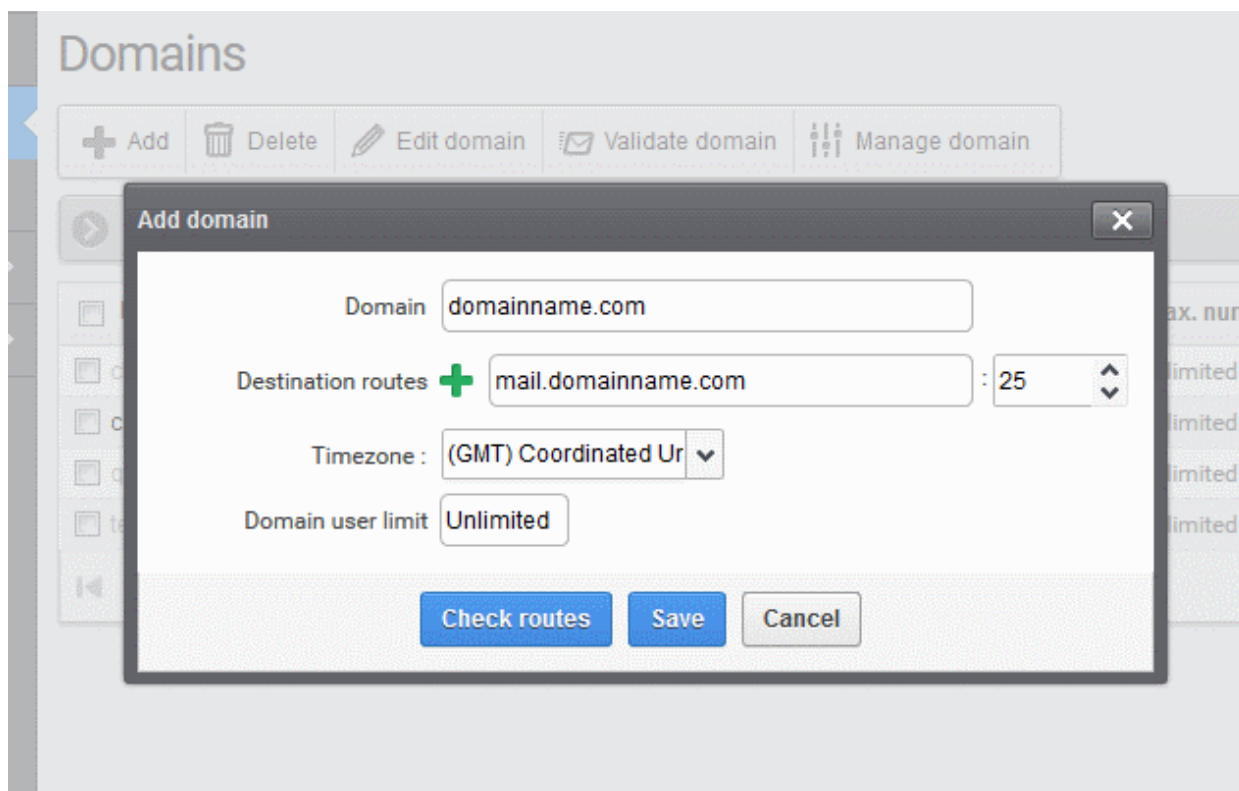 Domains
Add Delete Edit domain Validate domain Manage domain
Add domain
Domain domainname.com
Destination routes mail.domainname.com : 25
Timezone : (GMT) Coordinated Ur
Domain user limit Unlimited
Check routes Save Cancel
ax. nur
limited
limited
limited
limited